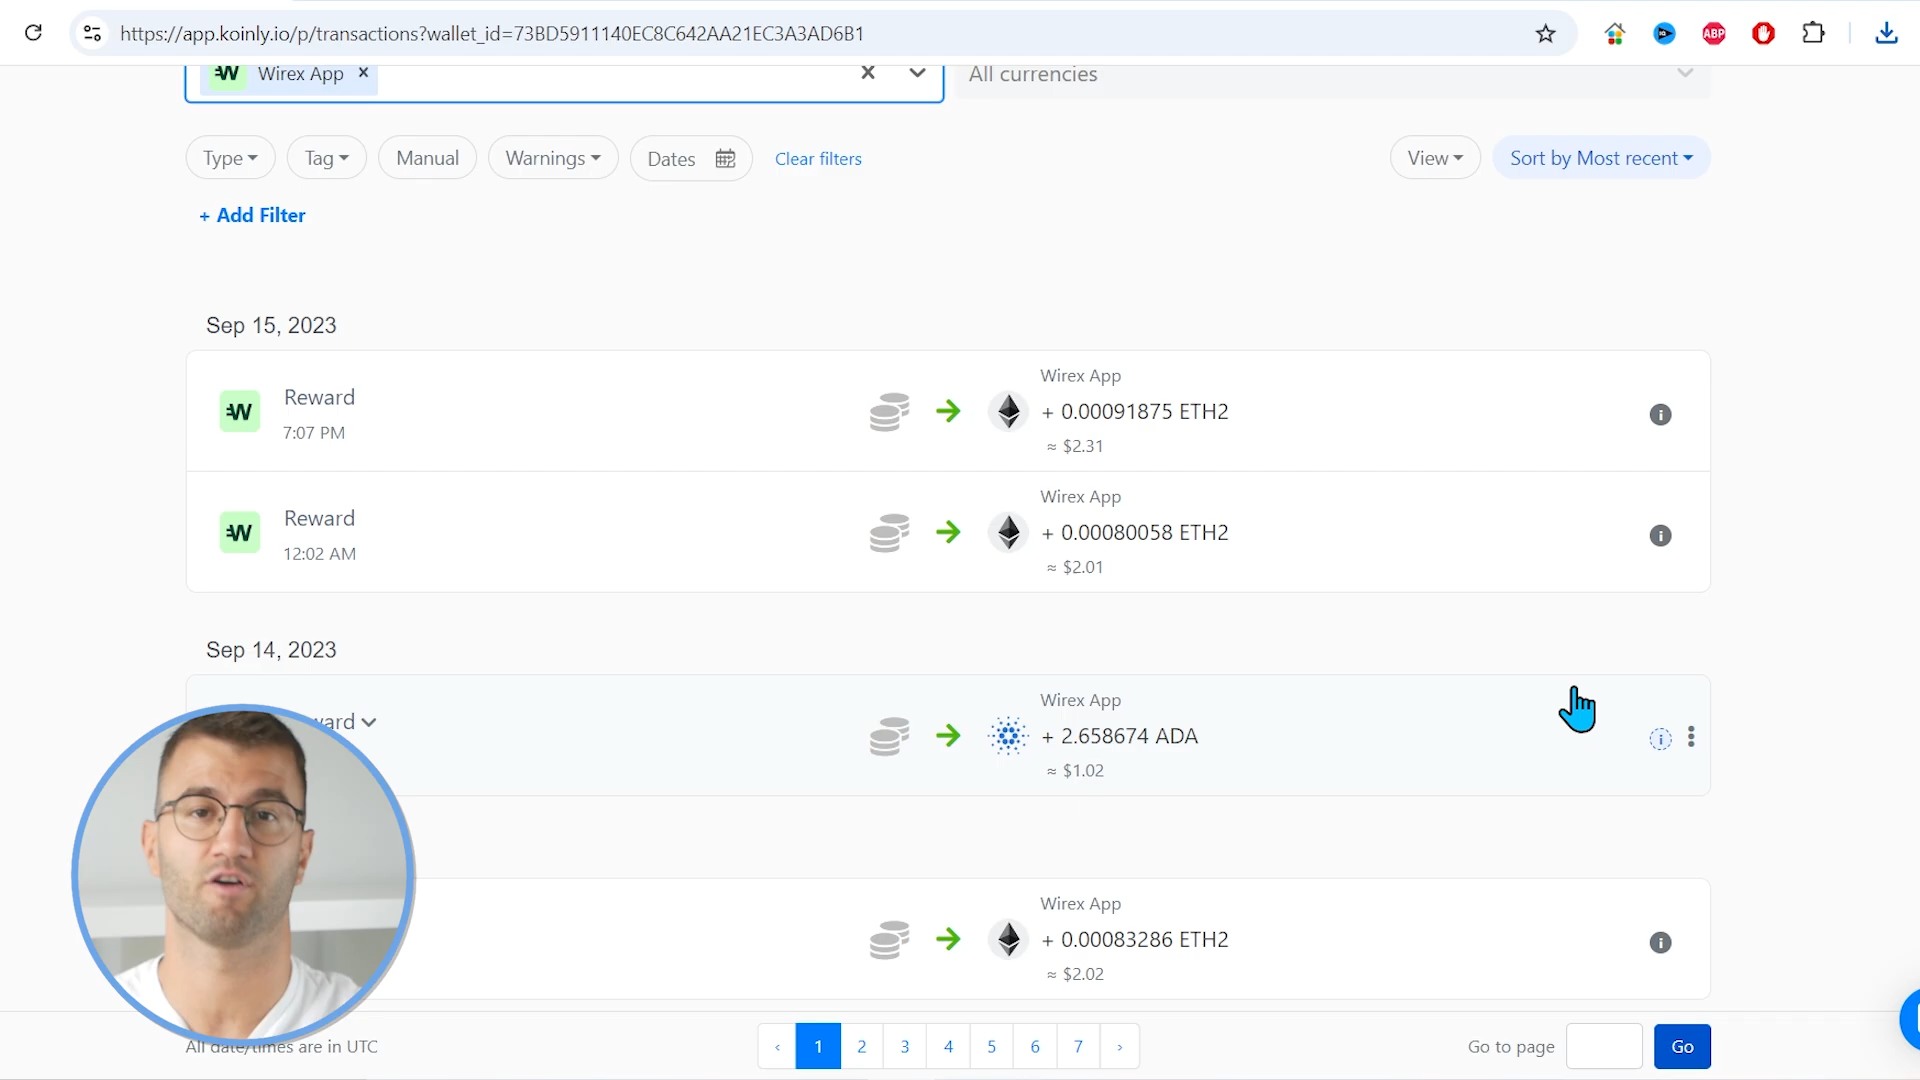 https://app.koinly.io/p/transactions?wallet_id=73BD5911140EC8C642AA21EC3A3AD6B1
ABP
W Wirex App ×
All currencies
Type
Tag
Manual
Warnings
Dates
Clear filters
View
Sort by Most recent
+ Add Filter
Sep 15, 2023
W
Reward
7:07 PM
Wirex App
+ 0.00091875 ETH2
≈ $2.31
W
Reward
12:02 AM
Wirex App
+ 0.00080058 ETH2
≈ $2.01
Sep 14, 2023
Wirex App
+ 2.658674 ADA
≈ $1.02
Wirex App
+ 0.00083286 ETH2
≈ $2.02
All date/times are in UTC
‹ 1 2 3 4 5 6 7 ›
Go to page
Go